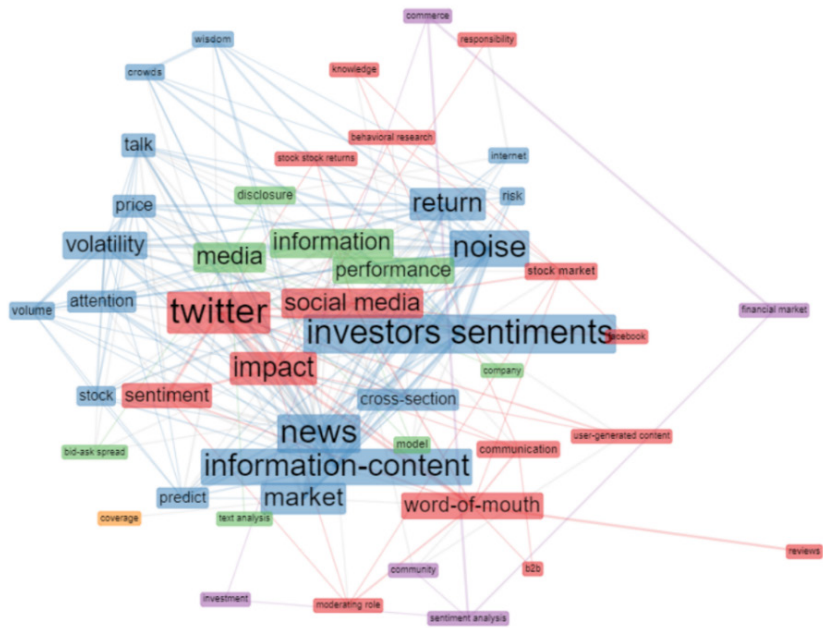 commerce
wisdom
responsibility
crowds
knowledge
behavioral research
talk
stock stock returns
internet
disclosure
risk
price
return
volatility
information
noise
media
performance
stock market
attention
social media
volume
twitter
financial market
investors sentiments
facebook
impact
company
stock
sentiment
cross-section
news
user-generated content
model
communication
bid-ask spread
information-content
predict
market
word-of-mouth
coverage
text analysis
reviews
community
b2b
investment
moderating role
sentiment analysis